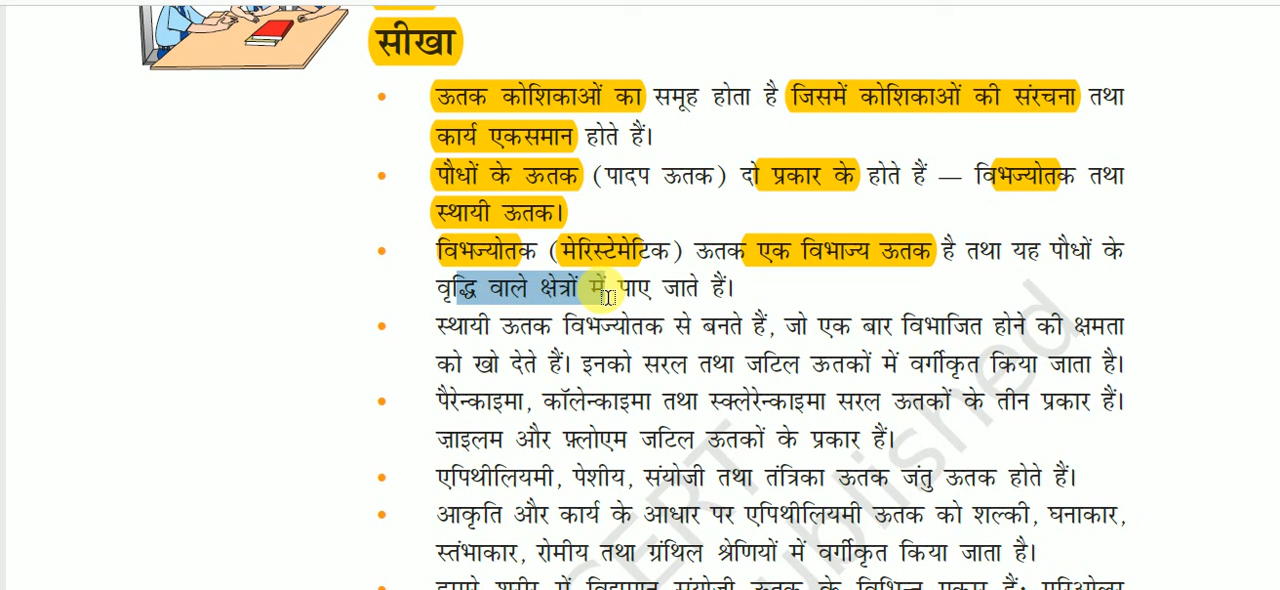 सीखा
• ऊतक कोशिकाओं का समूह होता है जिसमें कोशिकाओं की संरचना तथा
कार्य एकसमान होते हैं।
• पौधों के ऊतक (पादप ऊतक) दो प्रकार के होते हैं — विभज्योतक तथा
स्थायी ऊतक।
• विभज्योतक (मेरिस्टेमेटिक) ऊतक एक विभाज्य ऊतक है तथा यह पौधों के
वृद्धि वाले क्षेत्रों में पाए जाते हैं।
• स्थायी ऊतक विभज्योतक से बनते हैं, जो एक बार विभाजित होने की क्षमता
को खो देते हैं। इनको सरल तथा जटिल ऊतकों में वर्गीकृत किया जाता है।
• पैरेन्काइमा, कॉलेन्काइमा तथा स्क्लेरेन्काइमा सरल ऊतकों के तीन प्रकार हैं।
ज़ाइलम और फ़्लोएम जटिल ऊतकों के प्रकार हैं।
• एपिथीलियमी, पेशीय, संयोजी तथा तंत्रिका ऊतक जंतु ऊतक होते हैं।
• आकृति और कार्य के आधार पर एपिथीलियमी ऊतक को शल्की, घनाकार,
स्तंभाकार, रोमीय तथा ग्रंथिल श्रेणियों में वर्गीकृत किया जाता है।